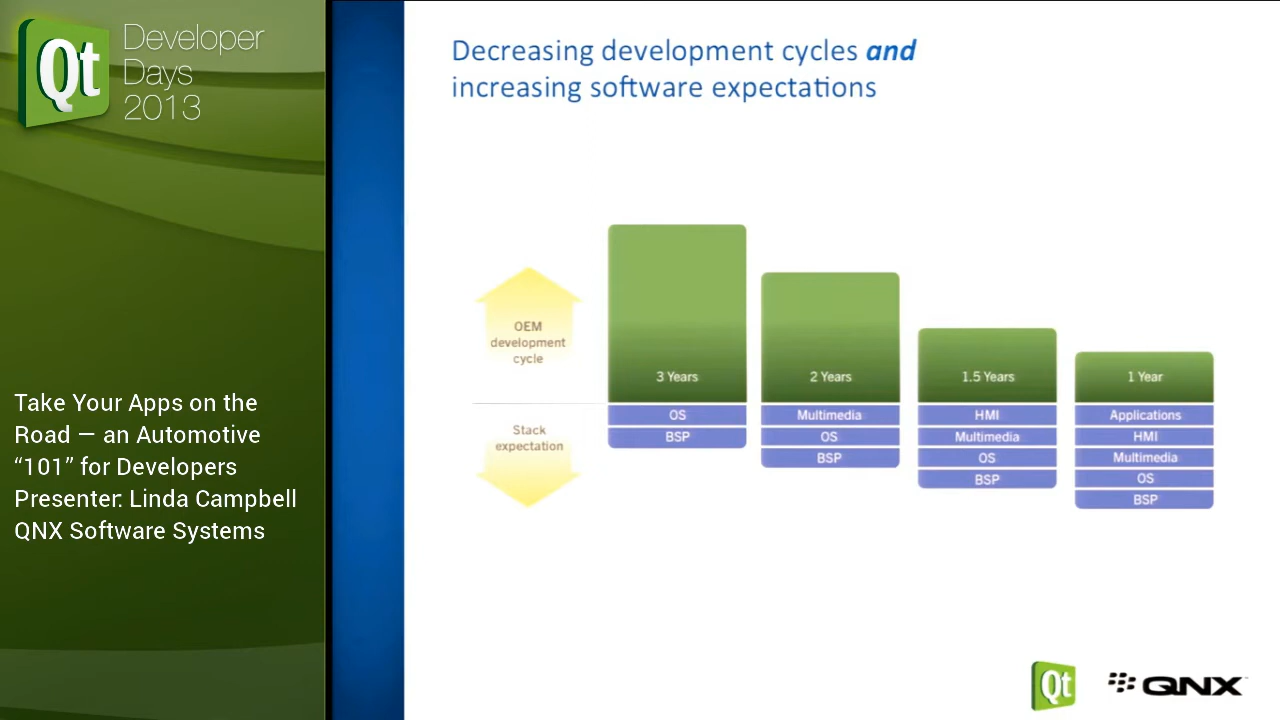 Qt
Developer
Days
2013
Take Your Apps on the
Road — an Automotive
“101” for Developers
Presenter: Linda Campbell
QNX Software Systems
Decreasing development cycles and
increasing software expectations
OEM
development
cycle
Stack
expectation
3 Years
OS
BSP
2 Years
Multimedia
OS
BSP
1.5 Years
HMI
Multimedia
OS
BSP
1 Year
Applications
HMI
Multimedia
OS
BSP
Qt
QNX